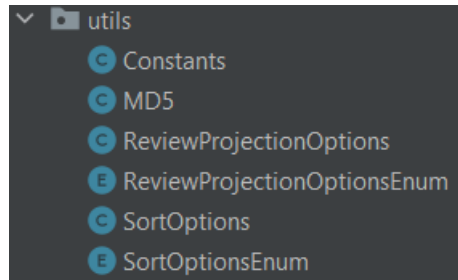 utils
C Constants
C MD5
C ReviewProjectionOptions
E ReviewProjectionOptionsEnum
C SortOptions
E SortOptionsEnum